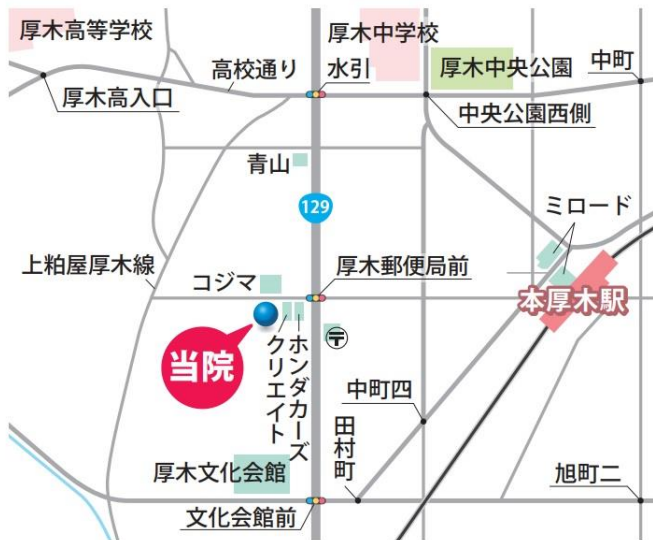 厚木高等学校
厚木中学校
高校通り
水引
厚木中央公園
中町
厚木高入口
中央公園西側
青山
129
ミロード
上粕屋厚木線
コジマ
厚木郵便局前
本厚木駅
当院
クリエイト
ホンダカーズ
〒
中町四
田村町
厚木文化会館
旭町二
文化会館前